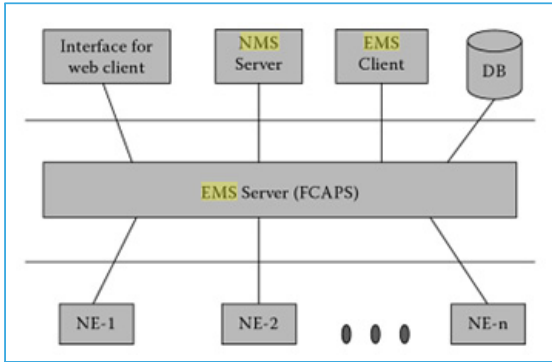 Interface for
web client
NMS
Server
EMS
Client
DB
EMS Server (FCAPS)
NE-1
NE-2
NE-n